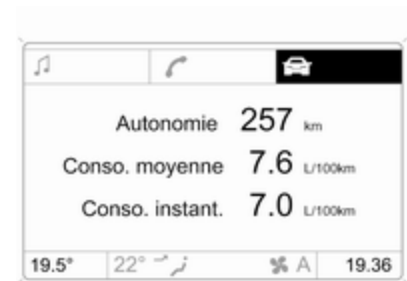 Autonomie 257 km
Conso. moyenne 7.6 L/100km
Conso. instant. 7.0 L/100km
19.5° 22° A 19.36